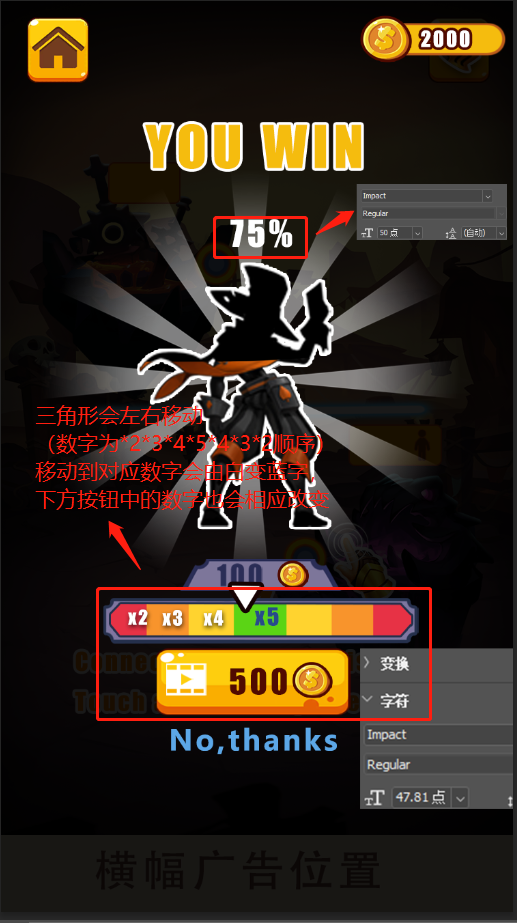 2000
YOU WIN
Impact
Regular
50 点
(自动)
75%
三角形会左右移动
(数字为*2*3*4*5*4*3*2顺序)
移动到对应数字会由白变蓝字,
下方按钮中的数字也会相应改变
100
x2 x3 x4 x5
500
变换
字符
Impact
Regular
47.81 点
No,thanks
横幅广告位置